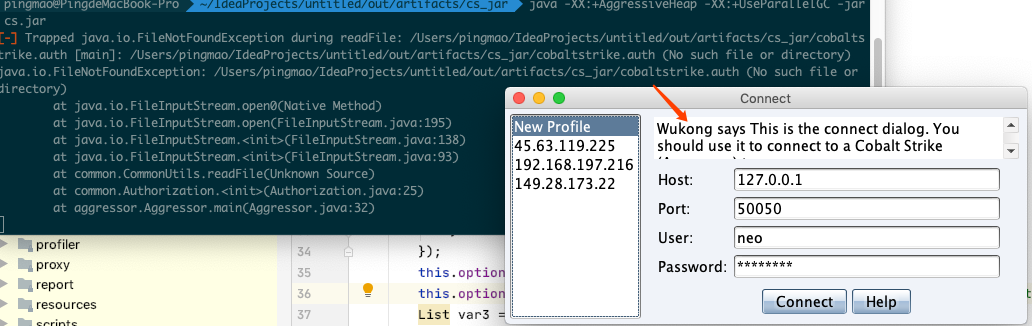 pingmao@PingdeMacBook-Pro ~/IdeaProjects/untitled/out/artifacts/cs_jar java -XX:+AggressiveHeap -XX:+UseParallelGC -jar
cs.jar
[-] Trapped java.io.FileNotFoundException during readFile: /Users/pingmao/IdeaProjects/untitled/out/artifacts/cs_jar/cobalts
trike.auth [main]: /Users/pingmao/IdeaProjects/untitled/out/artifacts/cs_jar/cobaltstrike.auth (No such file or directory)
java.io.FileNotFoundException: /Users/pingmao/IdeaProjects/untitled/out/artifacts/cs_jar/cobaltstrike.auth (No such file or
directory)
at java.io.FileInputStream.open0(Native Method)
at java.io.FileInputStream.open(FileInputStream.java:195)
at java.io.FileInputStream.<init>(FileInputStream.java:138)
at java.io.FileInputStream.<init>(FileInputStream.java:93)
at common.CommonUtils.readFile(Unknown Source)
at common.Authorization.<init>(Authorization.java:25)
at aggressor.Aggressor.main(Aggressor.java:32)
profiler
proxy
report
resources
scripts
34 });
35 this.option
36 this.option
37 List var3 =
Connect
New Profile
45.63.119.225
192.168.197.216
149.28.173.22
Wukong says This is the connect dialog. You
should use it to connect to a Cobalt Strike
Host: 127.0.0.1
Port: 50050
User: neo
Password: ********
Connect Help